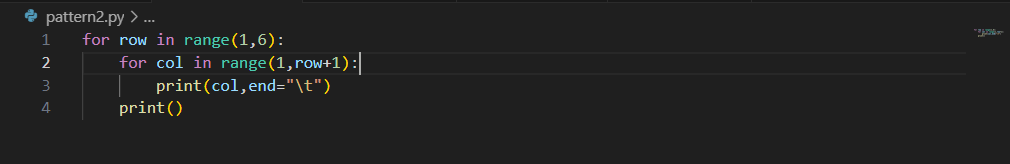 pattern2.py > ...
1 for row in range(1,6):
2     for col in range(1,row+1):
3         print(col,end="\t")
4     print()